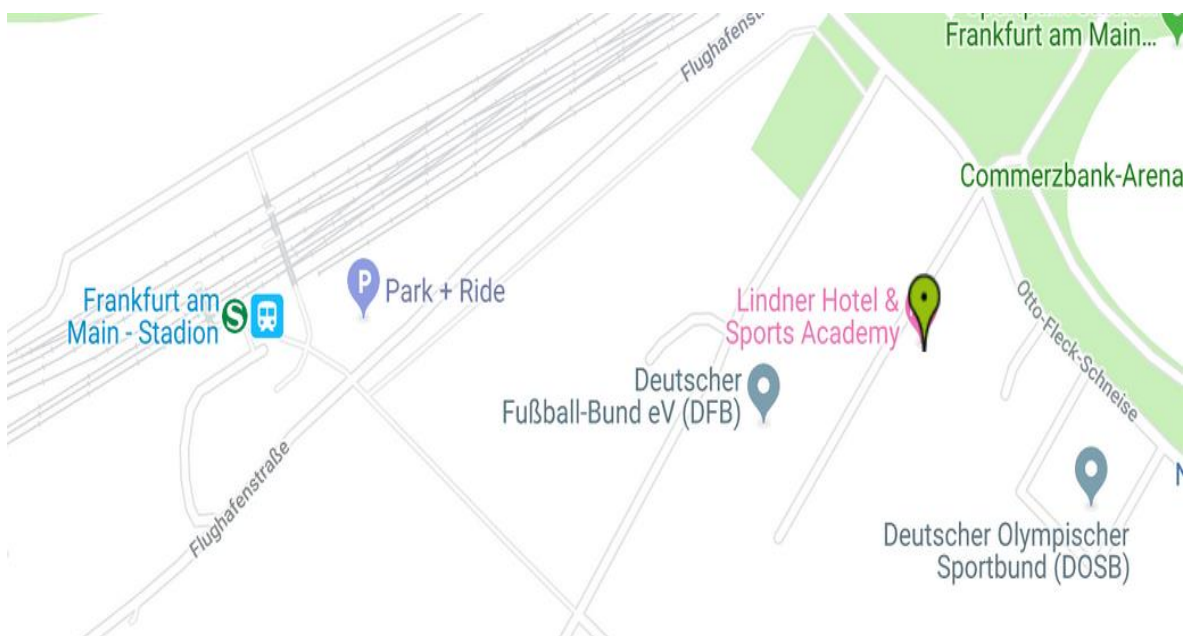 Flughafenstr
Frankfurt am Main...
Commerzbank-Arena
Frankfurt am
Main - Stadion
S
P
Park + Ride
Lindner Hotel &
Sports Academy
Otto-Fleck-Schneise
Deutscher
Fußball-Bund eV (DFB)
Flughafenstraße
N
Deutscher Olympischer
Sportbund (DOSB)